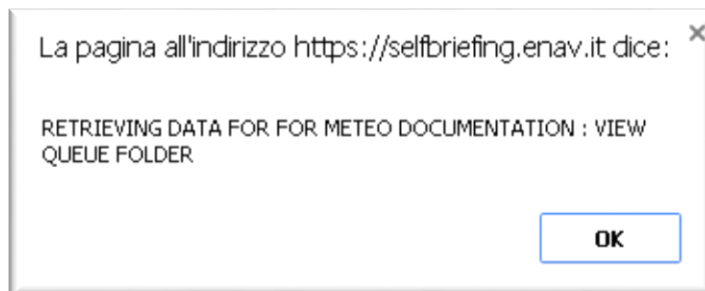 La pagina all'indirizzo https://selfbriefing.enav.it dice:
RETRIEVING DATA FOR FOR METEO DOCUMENTATION : VIEW
QUEUE FOLDER
OK